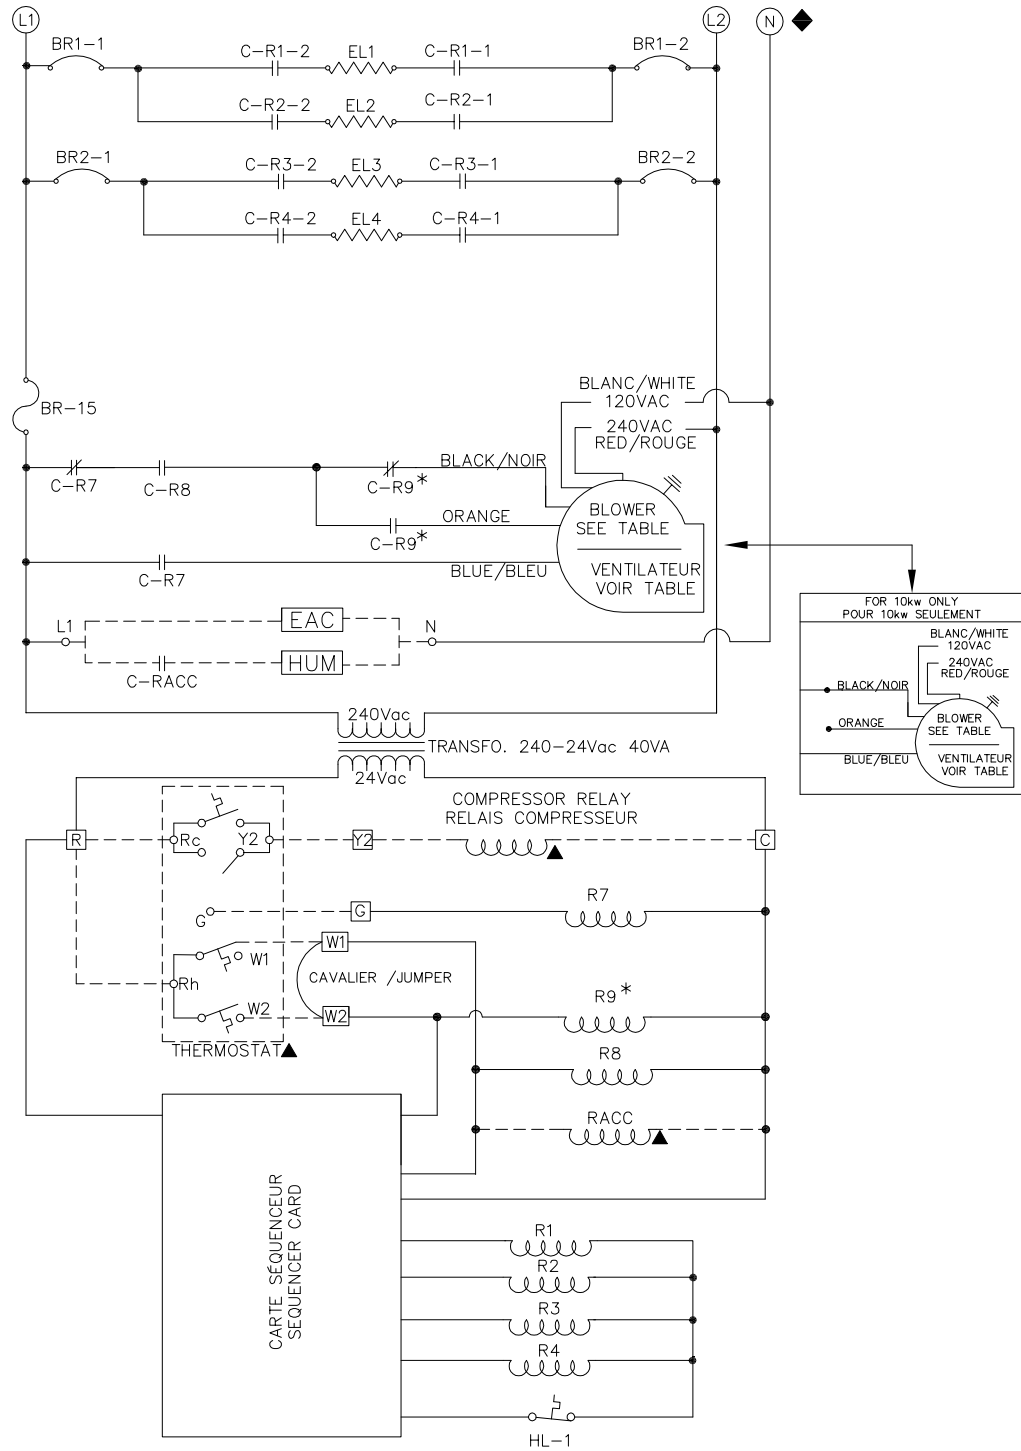 L1
L2
N
BR1-1
C-R1-2
EL1
C-R1-1
BR1-2
C-R2-2
EL2
C-R2-1
BR2-1
C-R3-2
EL3
C-R3-1
BR2-2
C-R4-2
EL4
C-R4-1
BR-15
BLANC/WHITE
120VAC
240VAC
RED/ROUGE
C-R7
C-R8
C-R9*
BLACK/NOIR
C-R9*
ORANGE
BLOWER
SEE TABLE
VENTILATEUR
VOIR TABLE
C-R7
BLUE/BLEU
L1
EAC
N
HUM
C-RACC
FOR 10kw ONLY
POUR 10kw SEULEMENT
BLANC/WHITE
120VAC
240VAC
RED/ROUGE
BLACK/NOIR
ORANGE
BLOWER
SEE TABLE
BLUE/BLEU
VENTILATEUR
VOIR TABLE
240Vac
TRANSFO. 240-24Vac 40VA
24Vac
COMPRESSOR RELAY
RELAIS COMPRESSEUR
R
Rc
Y2
Y2
C
G
G
R7
W1
W1
Rh
CAVALIER /JUMPER
W2
W2
R9*
THERMOSTAT
R8
RACC
CARTE SÉQUENCEUR
SEQUENCER CARD
R1
R2
R3
R4
HL-1